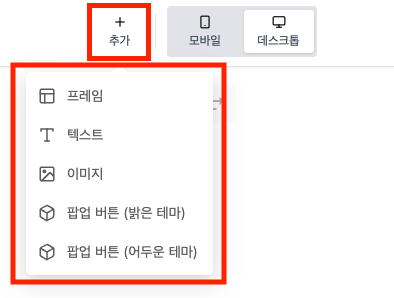 추가
모바일
데스크톱
프레임
텍스트
이미지
팝업 버튼 (밝은 테마)
팝업 버튼 (어두운 테마)